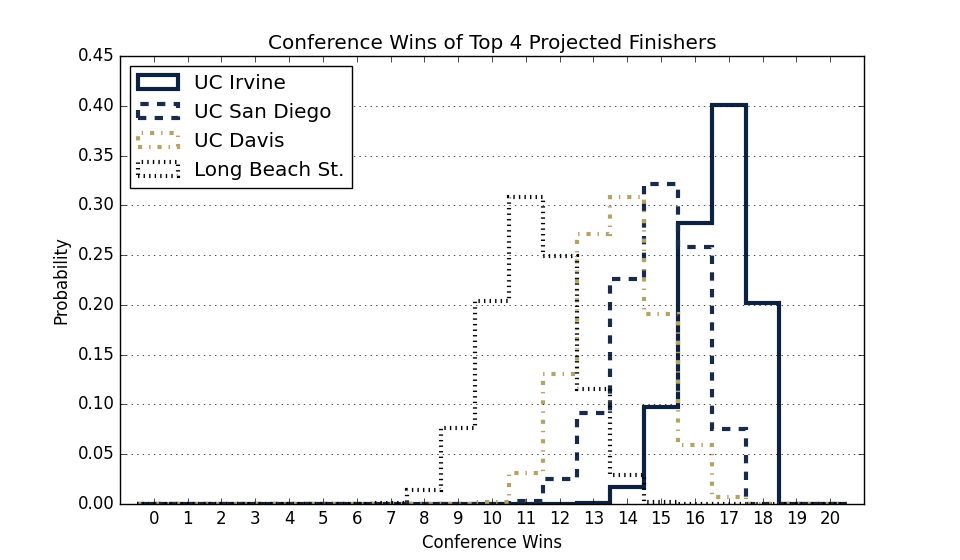 Conference Wins of Top 4 Projected Finishers
UC Irvine
UC San Diego
UC Davis
Long Beach St.
Probability
0.45
0.40
0.35
0.30
0.25
0.20
0.15
0.10
0.05
0.00
0 1 2 3 4 5 6 7 8 9 10 11 12 13 14 15 16 17 18 19 20
Conference Wins